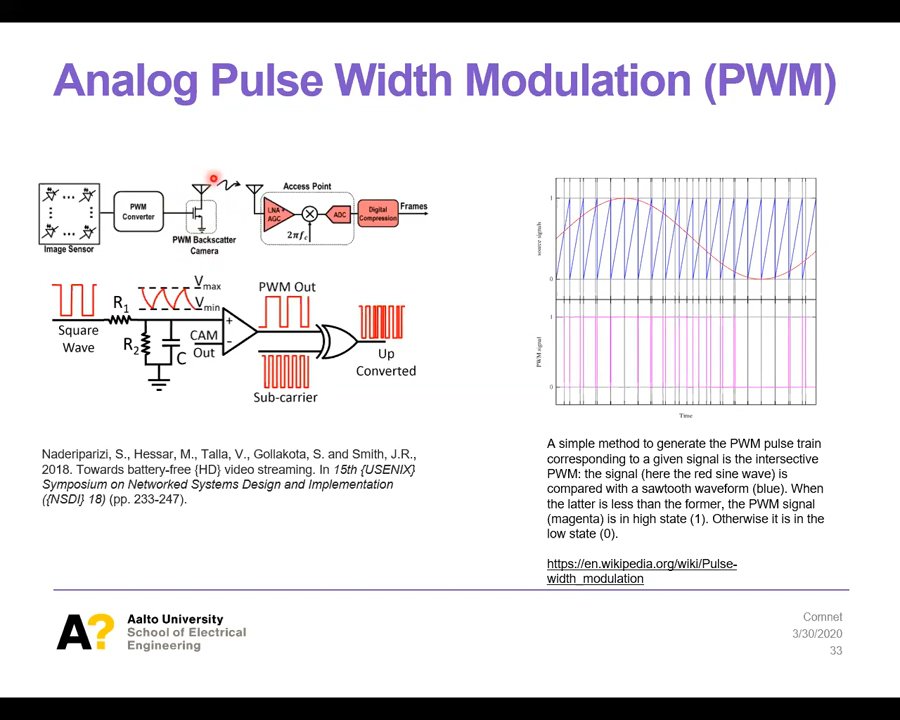 Analog Pulse Width Modulation (PWM)
Access Point
PWM
Converter
LNA +
AGC
ADC
Digital
Compression
Frames
2πfc
Image Sensor
PWM Backscatter
Camera
Vmax
Vmin
PWM Out
R1
Square
Wave
R2
C
CAM
Out
+
-
Up
Converted
Sub-carrier
source signals
1
0
PWM signal
1
0
Time
Naderiparizi, S., Hessar, M., Talla, V., Gollakota, S. and Smith, J.R.,
2018. Towards battery-free {HD} video streaming. In 15th {USENIX}
Symposium on Networked Systems Design and Implementation
({NSDI} 18) (pp. 233-247).
A simple method to generate the PWM pulse train
corresponding to a given signal is the intersective
PWM: the signal (here the red sine wave) is
compared with a sawtooth waveform (blue). When
the latter is less than the former, the PWM signal
(magenta) is in high state (1). Otherwise it is in the
low state (0).
https://en.wikipedia.org/wiki/Pulse-
width_modulation
A?
Aalto University
School of Electrical
Engineering
Comnet
3/30/2020
33